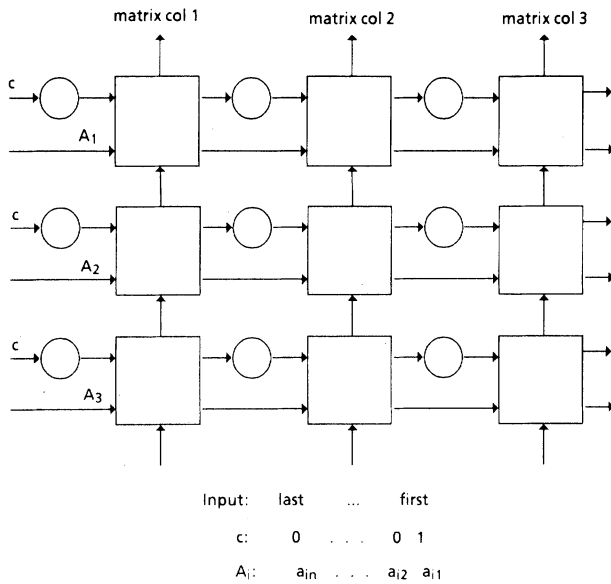 matrix col 1 matrix col 2 matrix col 3
c
A1
c
A2
c
A3
Input: last ... first
c: 0 . . . 0 1
Ai: ain . . . ai2 ai1